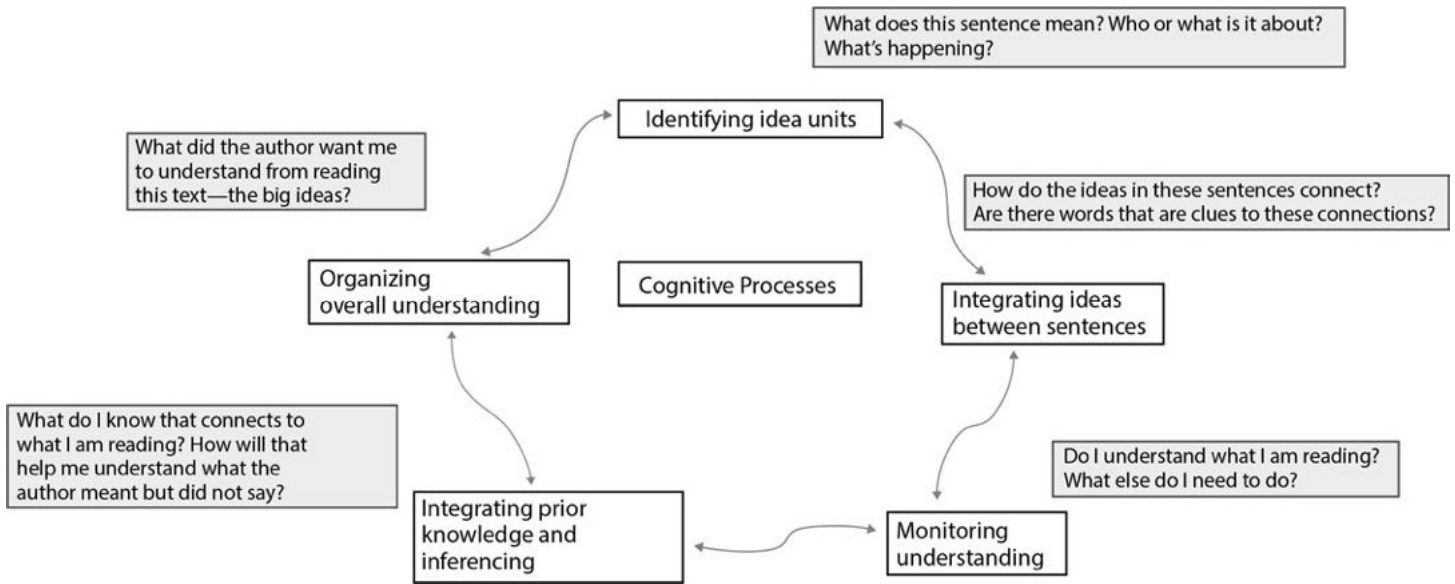 What does this sentence mean? Who or what is it about?
What’s happening?
Identifying idea units
What did the author want me
to understand from reading
this text—the big ideas?
How do the ideas in these sentences connect?
Are there words that are clues to these connections?
Organizing
overall understanding
Cognitive Processes
Integrating ideas
between sentences
What do I know that connects to
what I am reading? How will that
help me understand what the
author meant but did not say?
Do I understand what I am reading?
What else do I need to do?
Integrating prior
knowledge and
inferencing
Monitoring
understanding